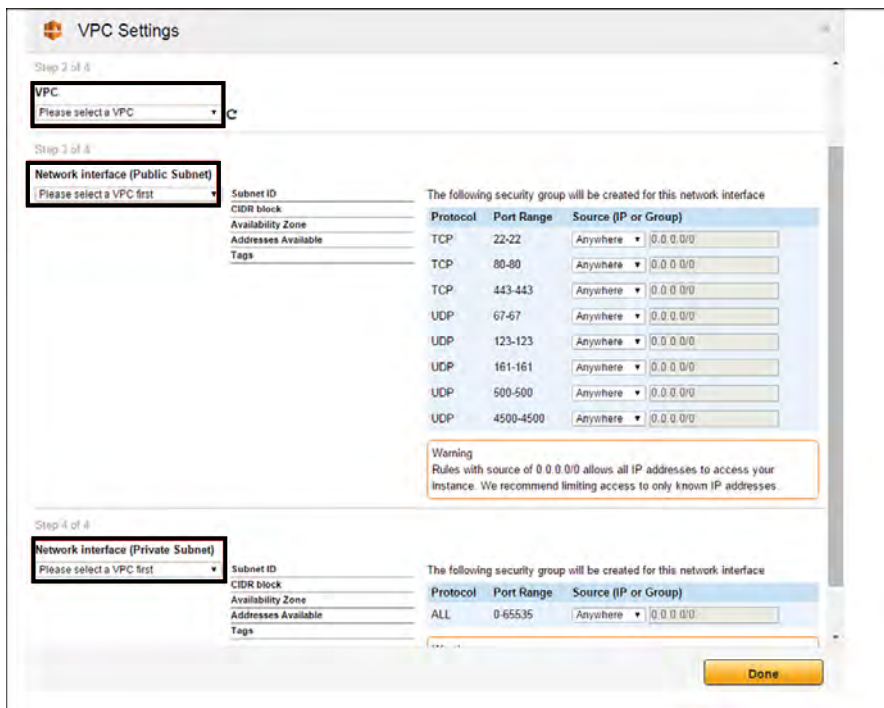 VPC Settings
Step 2 of 4
VPC
Please select a VPC
Step 3 of 4
Network interface (Public Subnet)
Please select a VPC first
Subnet ID
CIDR block
Availability Zone
Addresses Available
Tags
The following security group will be created for this network interface
Protocol Port Range Source (IP or Group)
TCP 22-22 Anywhere 0.0.0.0/0
TCP 80-80 Anywhere 0.0.0.0/0
TCP 443-443 Anywhere 0.0.0.0/0
UDP 67-67 Anywhere 0.0.0.0/0
UDP 123-123 Anywhere 0.0.0.0/0
UDP 161-161 Anywhere 0.0.0.0/0
UDP 500-500 Anywhere 0.0.0.0/0
UDP 4500-4500 Anywhere 0.0.0.0/0
Warning
Rules with source of 0.0.0.0/0 allows all IP addresses to access your
instance. We recommend limiting access to only known IP addresses.
Step 4 of 4
Network interface (Private Subnet)
Please select a VPC first
Subnet ID
CIDR block
Availability Zone
Addresses Available
Tags
The following security group will be created for this network interface
Protocol Port Range Source (IP or Group)
ALL 0-65535 Anywhere 0.0.0.0/0
Done